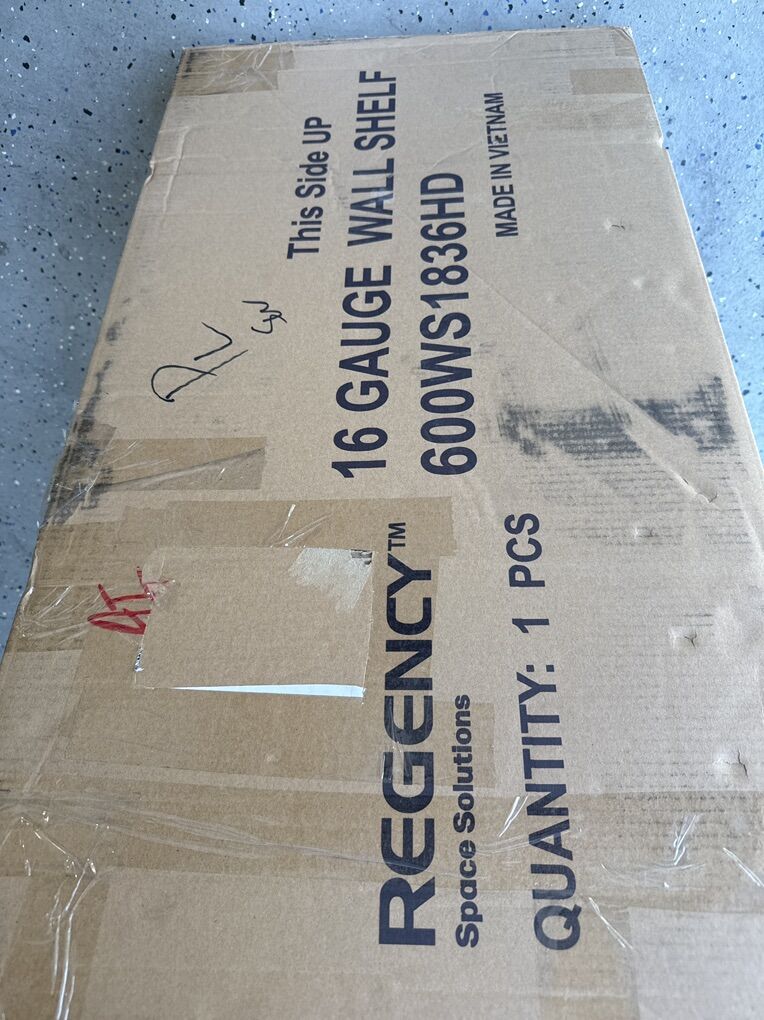 This Side UP
REGENCY™ 16 GAUGE WALL SHELF
Space Solutions 600WS1836HD
QUANTITY: 1 PCS MADE IN VIETNAM